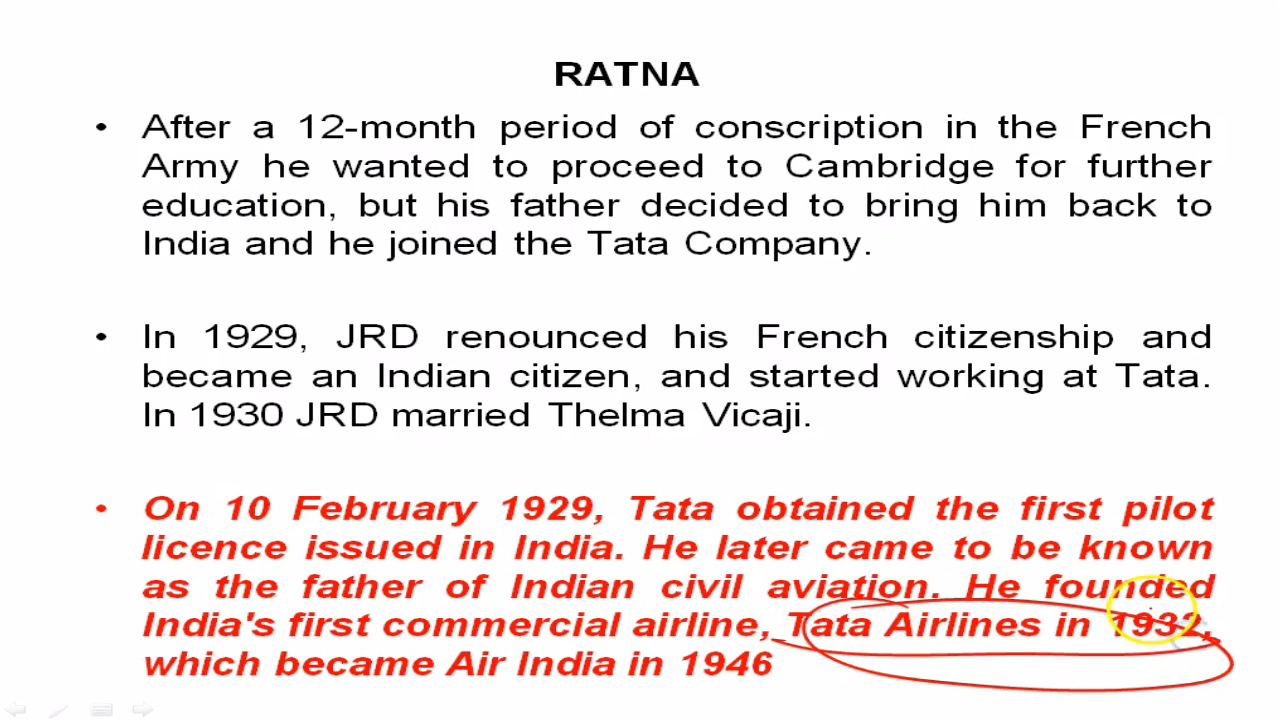 RATNA
• After a 12-month period of conscription in the French
Army he wanted to proceed to Cambridge for further
education, but his father decided to bring him back to
India and he joined the Tata Company.
• In 1929, JRD renounced his French citizenship and
became an Indian citizen, and started working at Tata.
In 1930 JRD married Thelma Vicaji.
• On 10 February 1929, Tata obtained the first pilot
licence issued in India. He later came to be known
as the father of Indian civil aviation. He founded
India's first commercial airline, Tata Airlines in 1932,
which became Air India in 1946